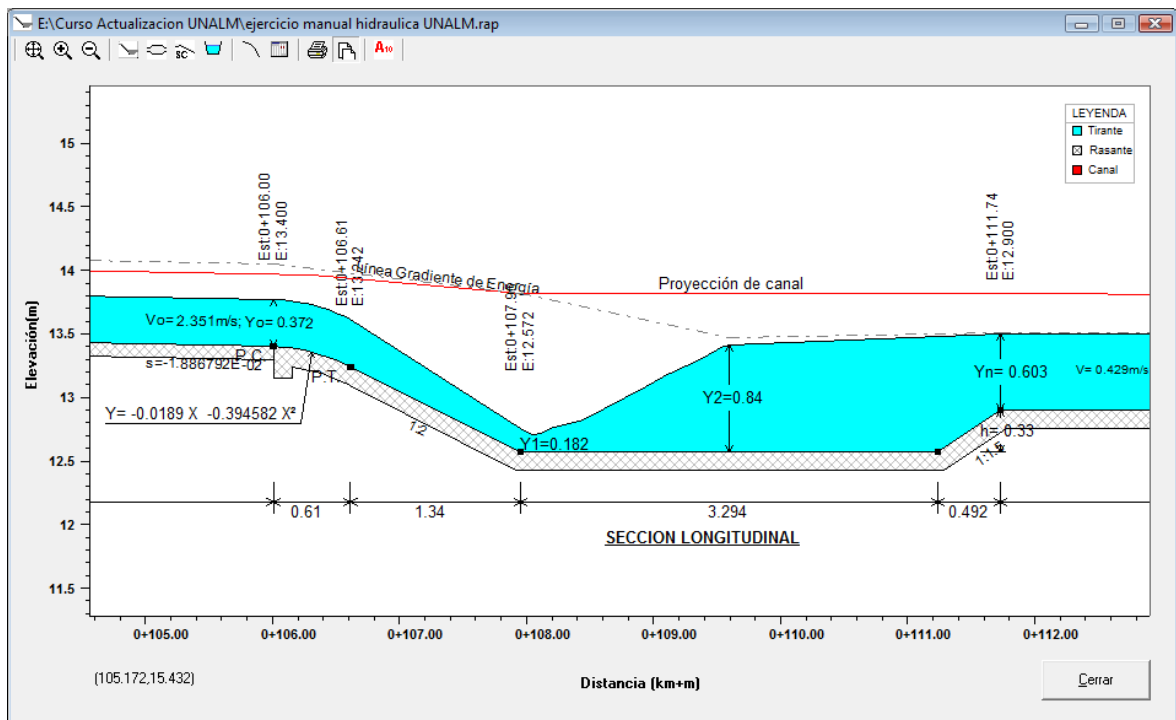 E:\Curso Actualizacion UNALM\ejercicio manual hidraulica UNALM.rap
SC
A10
LEYENDA
Tirante
Rasante
Canal
Elevación(m)
15
14.5
14
13.5
13
12.5
12
11.5
Est:0+106.00
E:13.400
Est:0+106.61
E:13.242
Línea Gradiente de Energía
Est:0+107.95
E:12.572
Proyección de canal
Est:0+111.74
E:12.900
Vo= 2.351m/s; Yo= 0.372
P.C.
s=-1.886792E-02
P.T.
Y= -0.0189 X -0.394582 X²
1:2
Y1=0.182
Y2=0.84
Yn= 0.603
V= 0.429m/s
h= 0.33
1:1.5
0.61
1.34
3.294
0.492
SECCION LONGITUDINAL
0+105.00
0+106.00
0+107.00
0+108.00
0+109.00
0+110.00
0+111.00
0+112.00
(105.172,15.432)
Distancia (km+m)
Cerrar